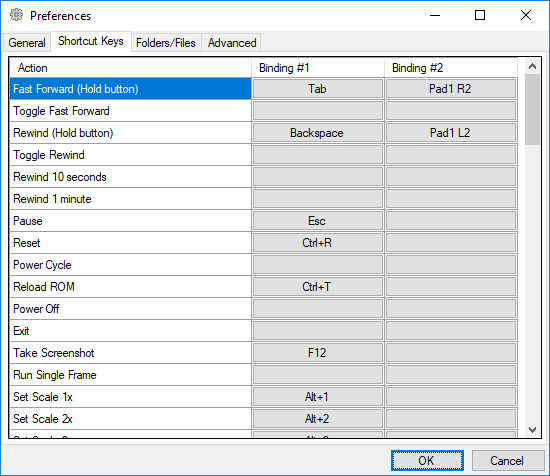 Preferences
General Shortcut Keys Folders/Files Advanced
Action Binding #1 Binding #2
Fast Forward (Hold button) Tab Pad1 R2
Toggle Fast Forward
Rewind (Hold button) Backspace Pad1 L2
Toggle Rewind
Rewind 10 seconds
Rewind 1 minute
Pause Esc
Reset Ctrl+R
Power Cycle
Reload ROM Ctrl+T
Power Off
Exit
Take Screenshot F12
Run Single Frame
Set Scale 1x Alt+1
Set Scale 2x Alt+2
OK Cancel